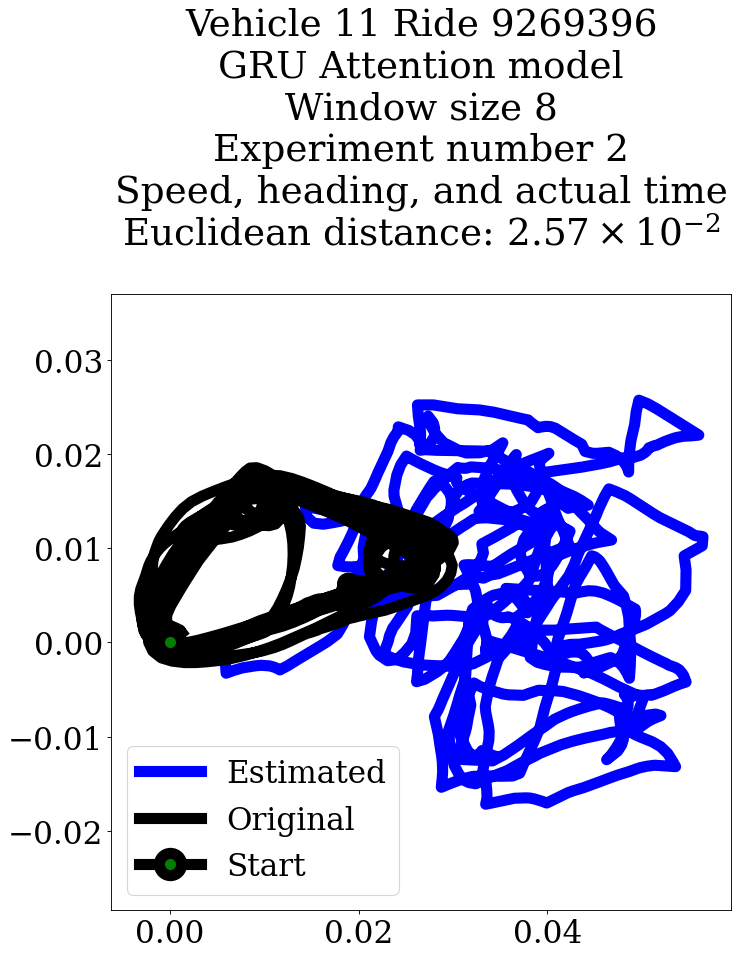 Vehicle 11 Ride 9269396
GRU Attention model
Window size 8
Experiment number 2
Speed, heading, and actual time
Euclidean distance: 2.57 × 10⁻²
0.03
0.02
0.01
0.00
−0.01
−0.02
Estimated
Original
Start
0.00 0.02 0.04